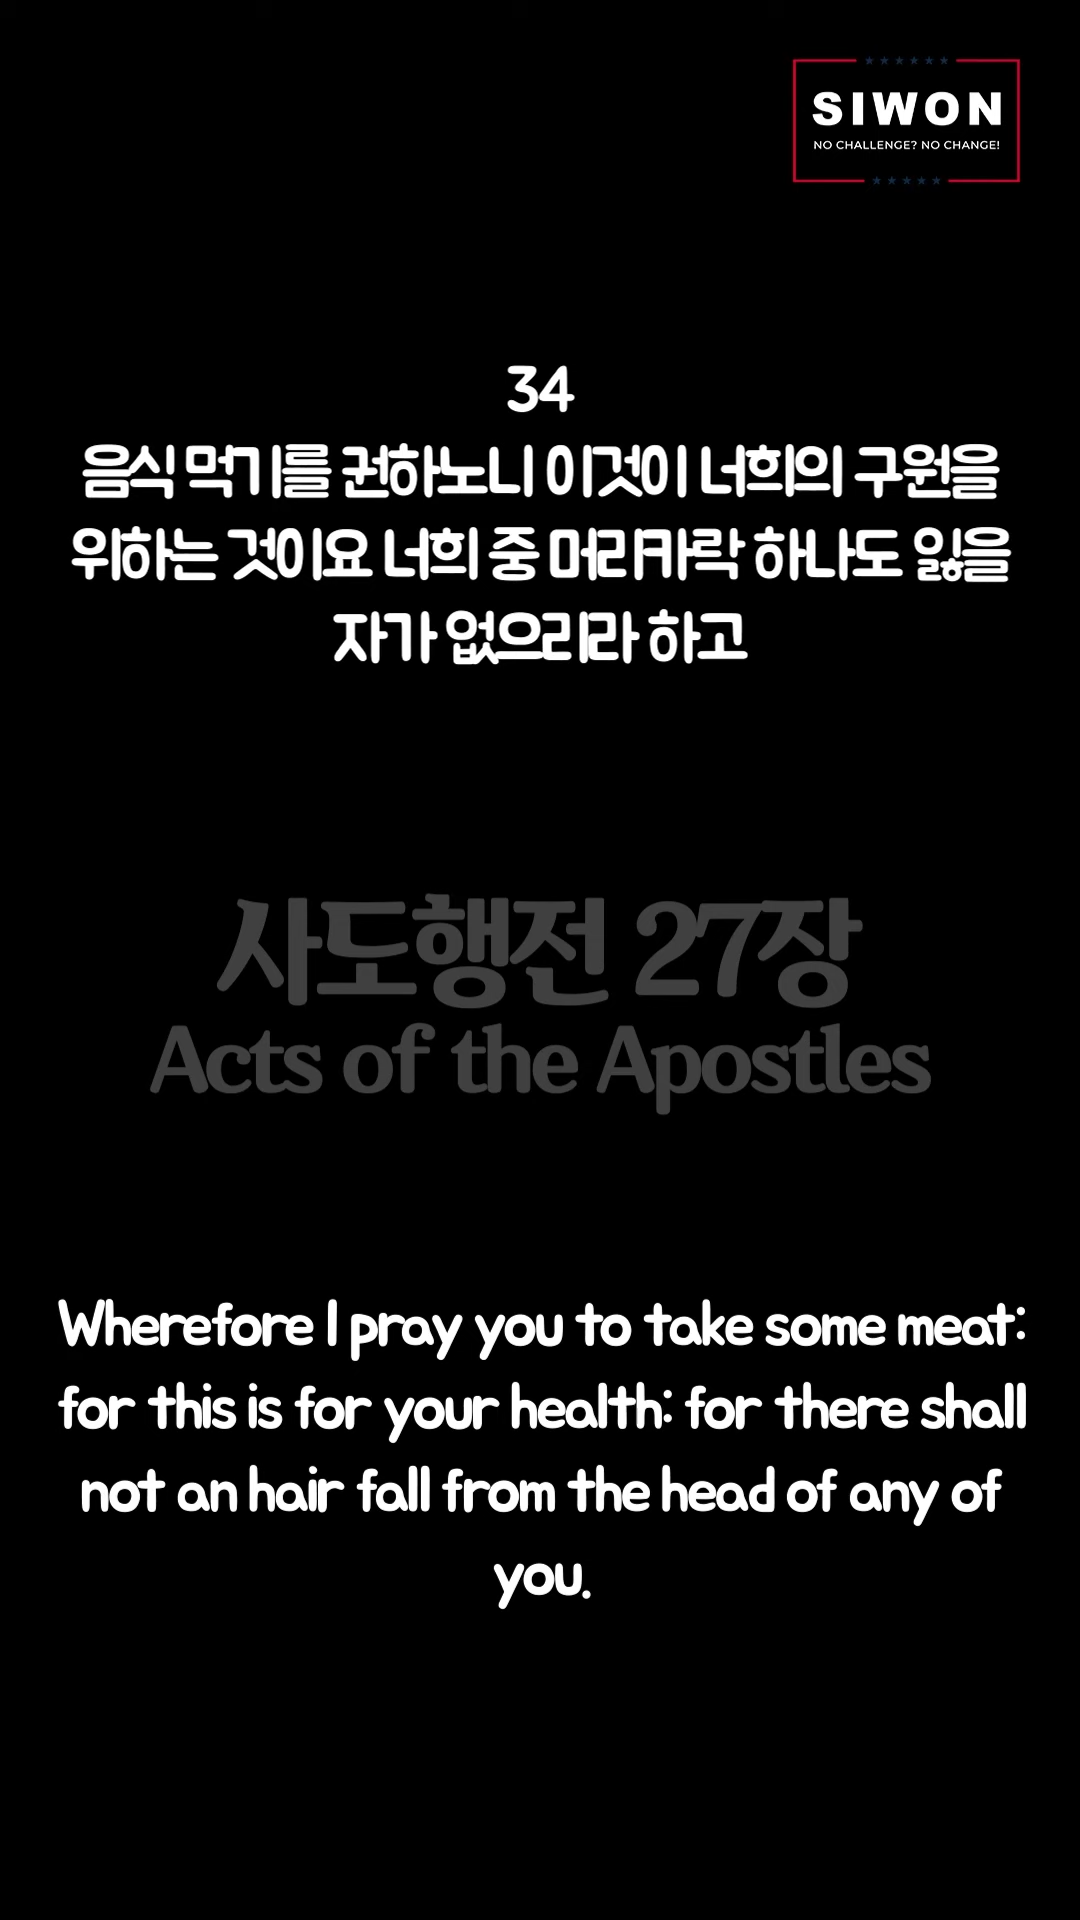 SIWON
NO CHALLENGE? NO CHANGE!
34
음식 먹기를 권하노니 이것이 너희의 구원을
위하는 것이요 너희 중 머리카락 하나도 잃을
자가 없으리라 하고
사도행전 27장
Acts of the Apostles
Wherefore I pray you to take some meat:
for this is for your health: for there shall
not an hair fall from the head of any of
you.